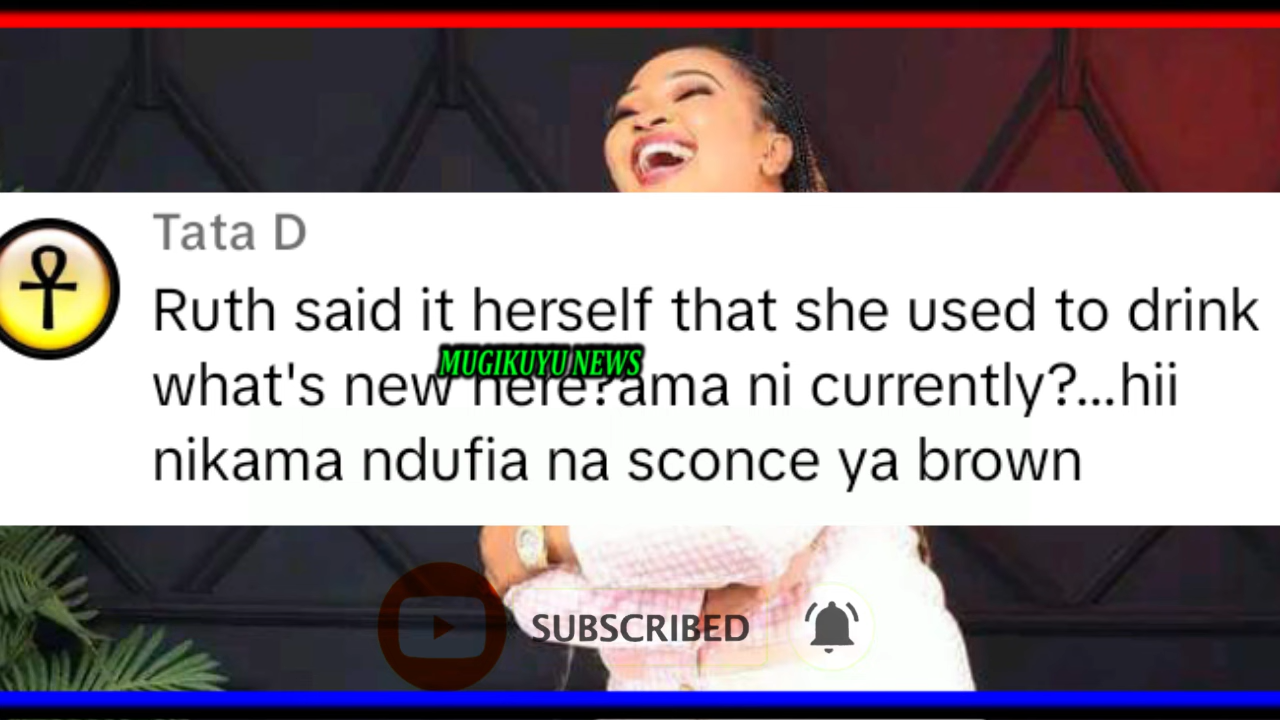 Tata D
Ruth said it herself that she used to drink
MUGIKUYU NEWS
what's new here?ama ni currently?...hii
nikama ndufia na sconce ya brown
SUBSCRIBED